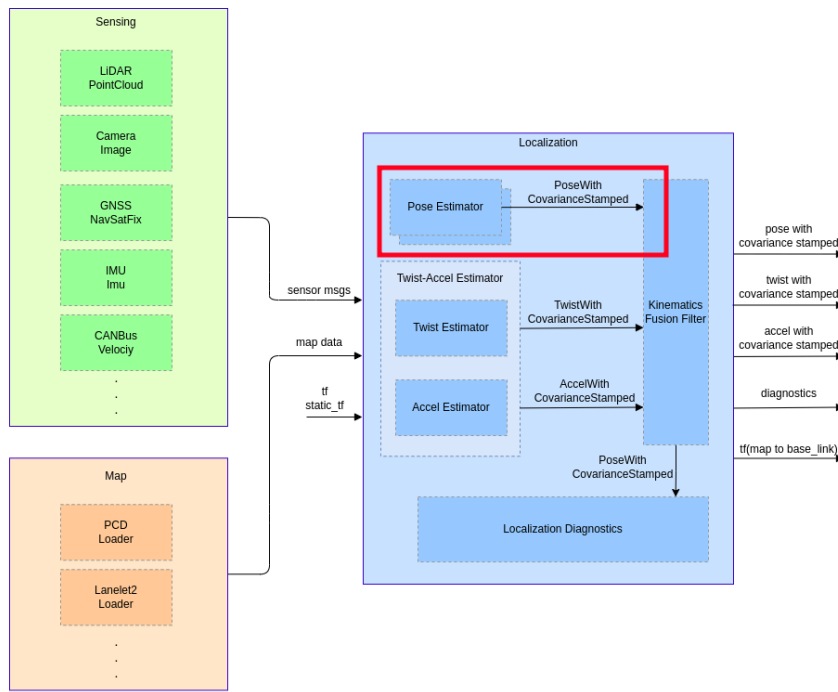 Sensing
LiDAR
PointCloud
Camera
Image
GNSS
NavSatFix
IMU
Imu
CANBus
Velociy
.
.
.
Map
PCD
Loader
Lanelet2
Loader
.
.
.
sensor msgs
map data
tf
static_tf
Localization
Pose Estimator
PoseWith
CovarianceStamped
Twist-Accel Estimator
Twist Estimator
TwistWith
CovarianceStamped
Accel Estimator
AccelWith
CovarianceStamped
Kinematics
Fusion Filter
PoseWith
CovarianceStamped
Localization Diagnostics
pose with
covariance stamped
twist with
covariance stamped
accel with
covariance stamped
diagnostics
tf(map to base_link)